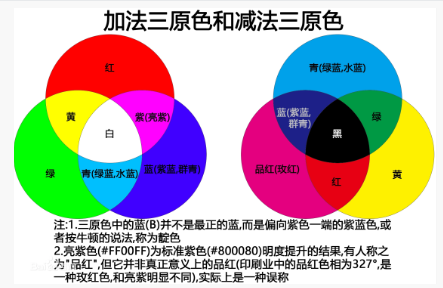 加法三原色和减法三原色
红
黄
紫(亮紫)
白
绿
青(绿蓝,水蓝)
蓝(紫蓝,群青)
青(绿蓝,水蓝)
蓝(紫蓝,
群青)
绿
黑
品红(玫红)
红
黄
注:1.三原色中的蓝(B)并不是最正的蓝,而是偏向紫色一端的紫蓝色,或
者按牛顿的说法,称为靛色
2.亮紫色(#FF00FF)为标准紫色(#800080)明度提升的结果,有人称之
为"品红",但它并非真正意义上的品红(印刷业中的品红色相为327°,是
一种玫红色,和亮紫明显不同),实际上是一种误称